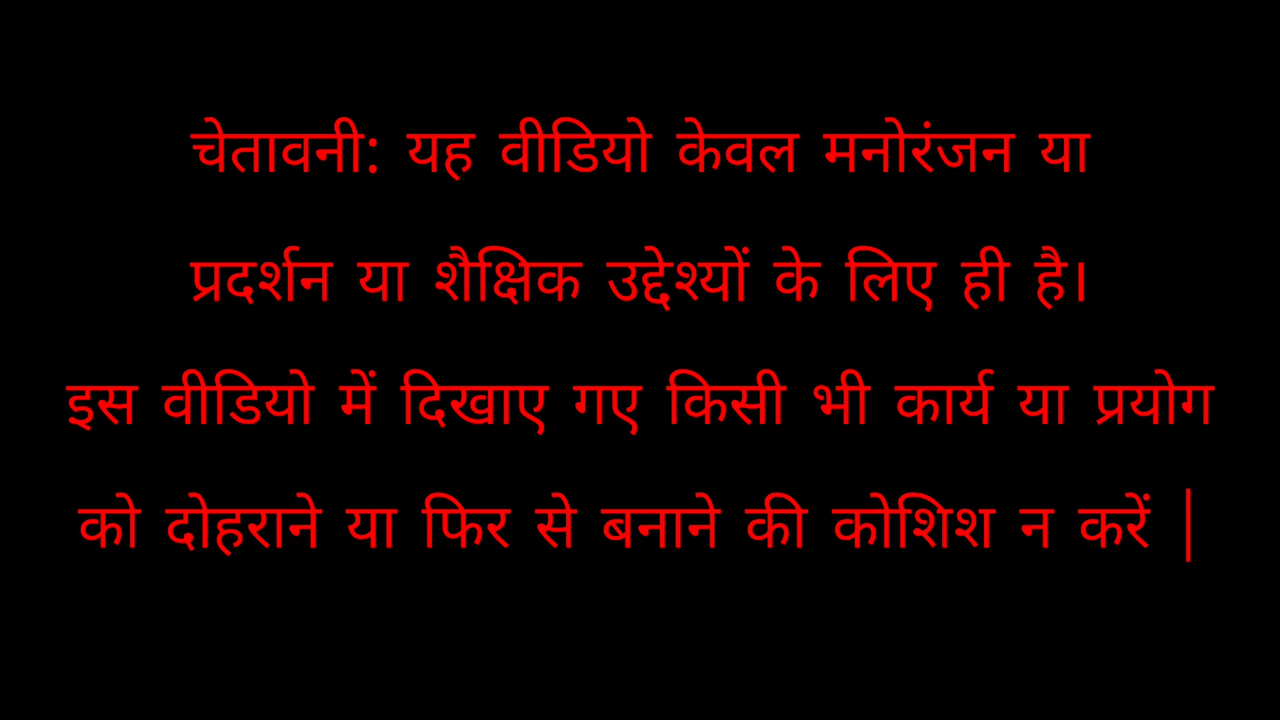 चेतावनी: यह वीडियो केवल मनोरंजन या
प्रदर्शन या शैक्षिक उद्देश्यों के लिए ही है।
इस वीडियो में दिखाए गए किसी भी कार्य या प्रयोग
को दोहराने या फिर से बनाने की कोशिश न करें |